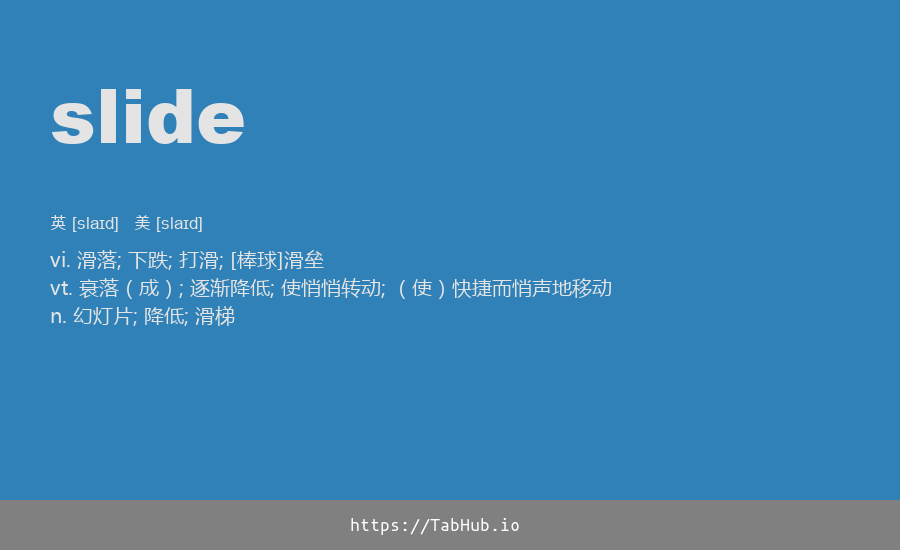 slide
英 [slaɪd] 美 [slaɪd]
vi. 滑落; 下跌; 打滑; [棒球]滑垒
vt. 衰落（成）; 逐渐降低; 使悄悄转动; （使）快捷而悄声地移动
n. 幻灯片; 降低; 滑梯
https://TabHub.io